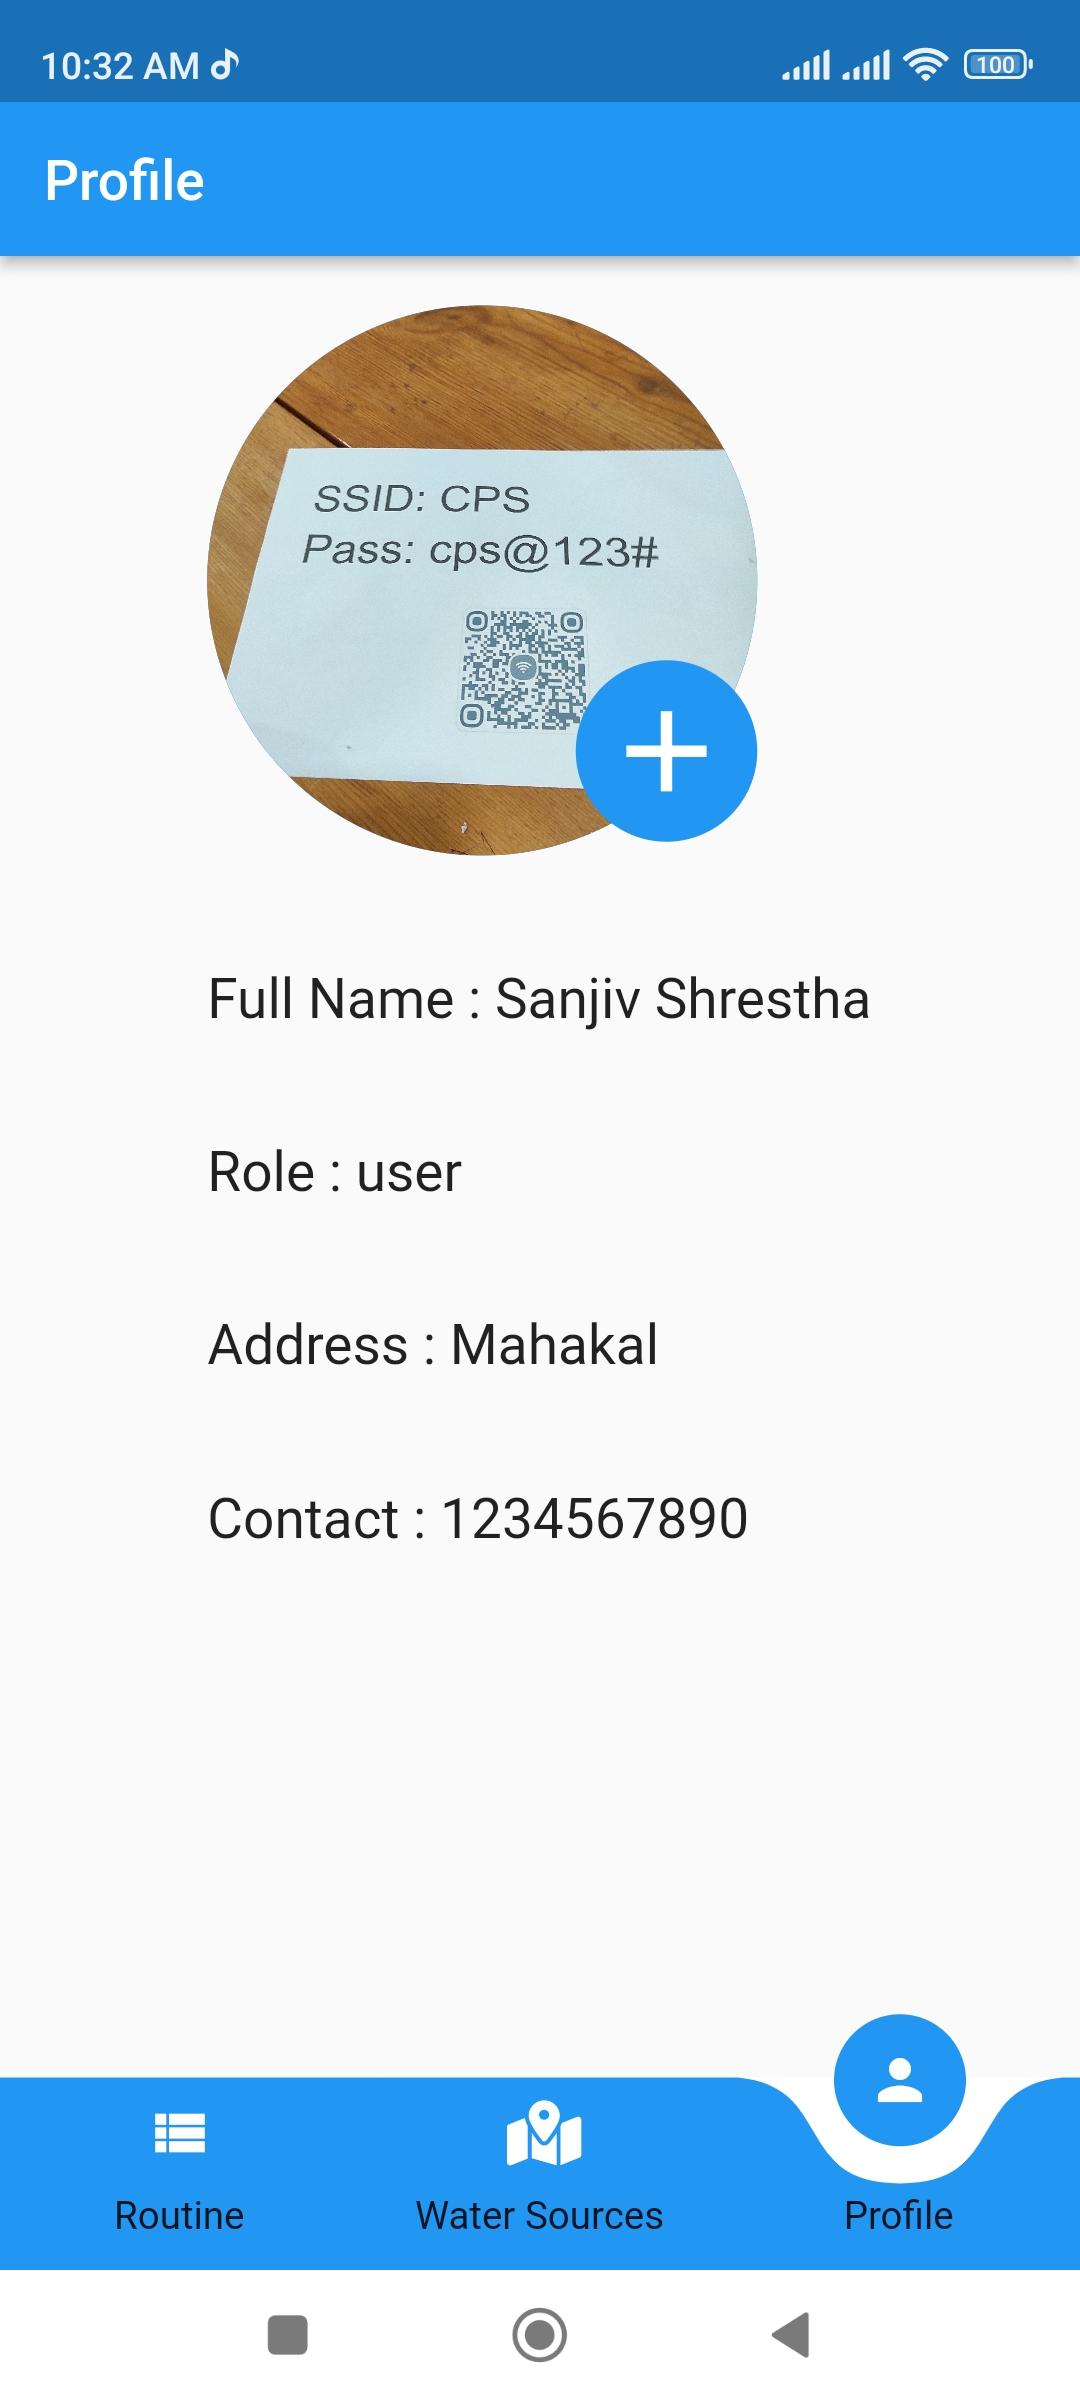 10:32 AM
100
Profile
SSID: CPS
Pass: cps@123#
Full Name : Sanjiv Shrestha
Role : user
Address : Mahakal
Contact : 1234567890
Routine
Water Sources
Profile